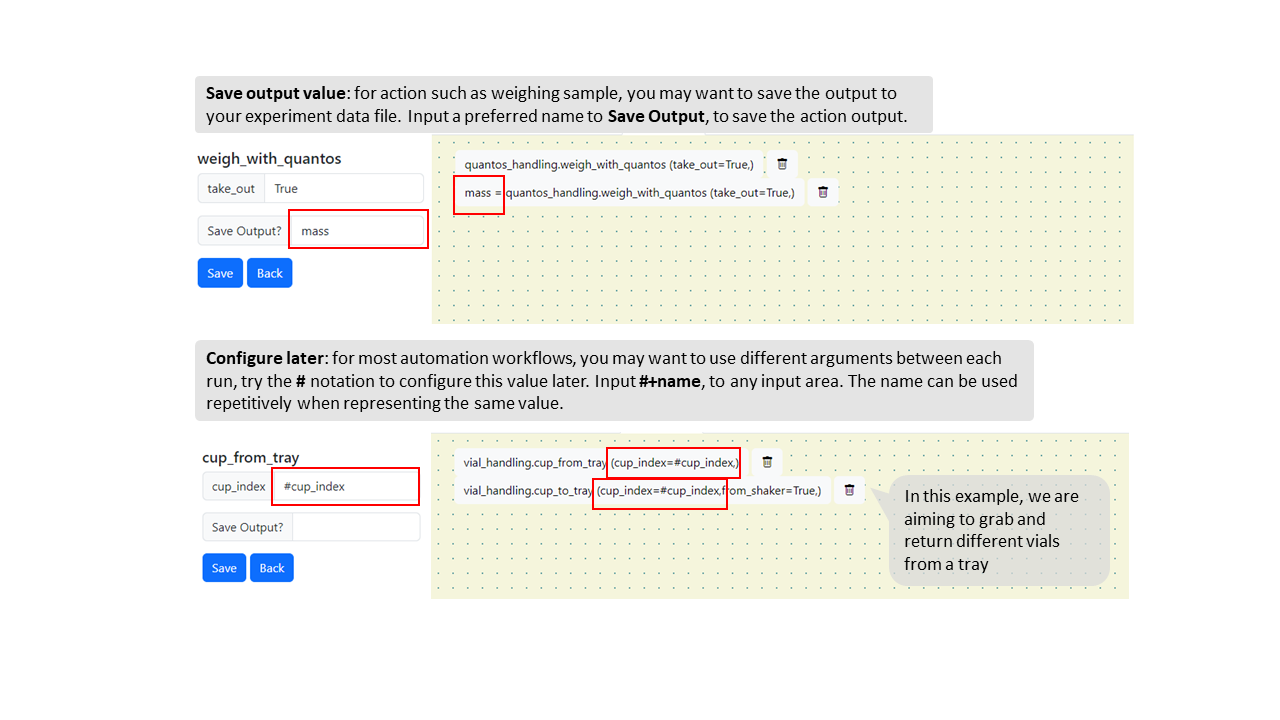 Save output value: for action such as weighing sample, you may want to save the output to
your experiment data file. Input a preferred name to Save Output, to save the action output.
weigh_with_quantos
take_out True
Save Output? mass
Save Back
quantos_handling.weigh_with_quantos (take_out=True,)
mass = quantos_handling.weigh_with_quantos (take_out=True,)
Configure later: for most automation workflows, you may want to use different arguments between each
run, try the # notation to configure this value later. Input #+name, to any input area. The name can be used
repetitively when representing the same value.
cup_from_tray
cup_index #cup_index
Save Output?
Save Back
vial_handling.cup_from_tray (cup_index=#cup_index,)
vial_handling.cup_to_tray (cup_index=#cup_index,from_shaker=True,)
In this example, we are
aiming to grab and
return different vials
from a tray